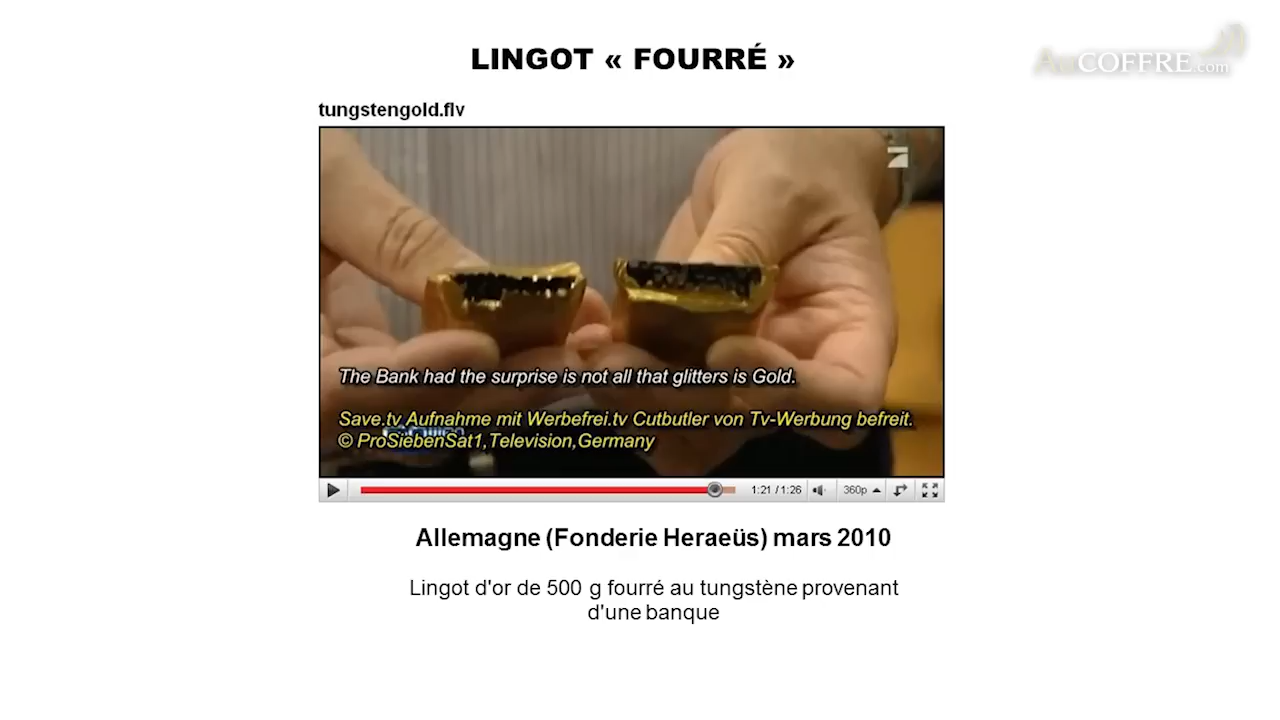 LINGOT « FOURRÉ »
AuCOFFRE.com
tungstengold.flv
The Bank had the surprise is not all that glitters is Gold.
Save.tv Aufnahme mit Werbefrei.tv Cutbutler von Tv-Werbung befreit.
© ProSiebenSat1,Television,Germany
1:21 / 1:26
360p
Allemagne (Fonderie Heraeüs) mars 2010
Lingot d'or de 500 g fourré au tungstène provenant
d'une banque